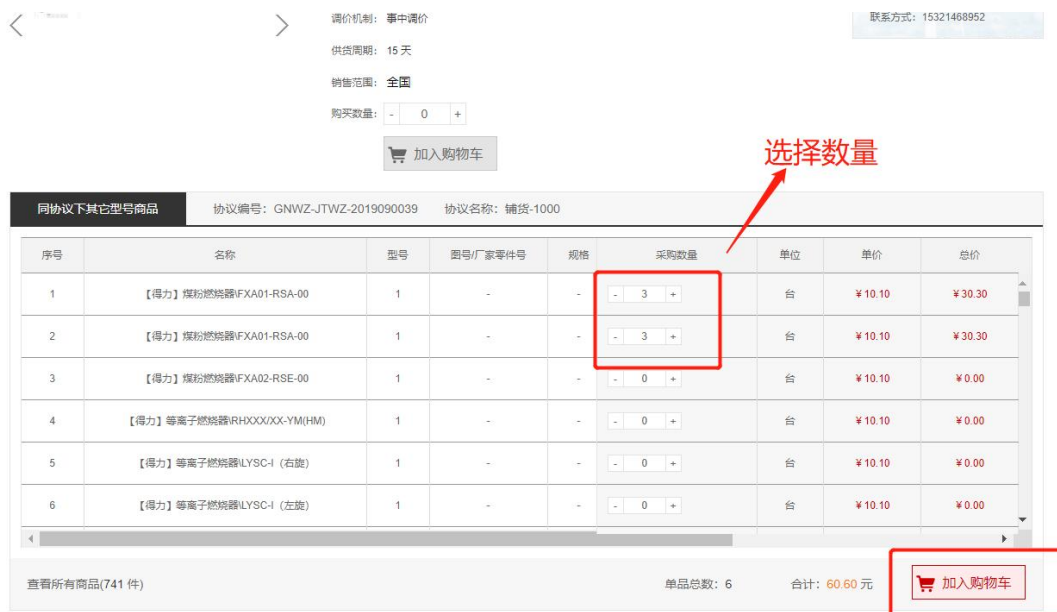 调价机制： 事中调价
联系方式：15321468952
供货周期： 15 天
销售范围： 全国
购买数量： - 0 +
加入购物车
选择数量
同协议下其它型号商品 协议编号：GNWZ-JTWZ-2019090039 协议名称：铺货-1000
序号 名称 型号 图号/厂家零件号 规格 采购数量 单位 单价 总价
1 【得力】煤粉燃烧器\FXA01-RSA-00 1 - - - 3 + 台 ¥10.10 ¥30.30
2 【得力】煤粉燃烧器\FXA01-RSA-00 1 - - - 3 + 台 ¥10.10 ¥30.30
3 【得力】煤粉燃烧器\FXA02-RSE-00 1 - - - 0 + 台 ¥10.10 ¥0.00
4 【得力】等离子燃烧器\RHXXX/XX-YM(HM) 1 - - - 0 + 台 ¥10.10 ¥0.00
5 【得力】等离子燃烧器\LYSC-I（右旋） 1 - - - 0 + 台 ¥10.10 ¥0.00
6 【得力】等离子燃烧器\LYSC-I（左旋） 1 - - - 0 + 台 ¥10.10 ¥0.00
查看所有商品(741 件) 单品总数：6 合计：60.60 元 加入购物车